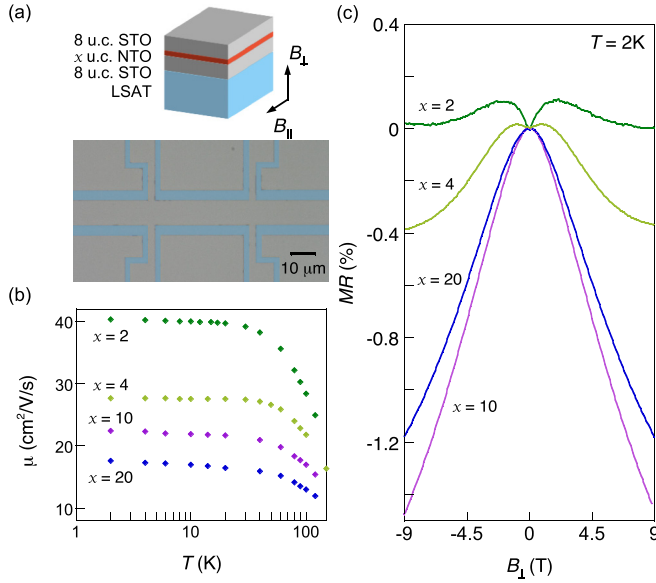 (a)
8 u.c. STO
x u.c. NTO
8 u.c. STO
LSAT
B⊥
B||
10 μm
(b)
μ (cm²/V/s)
40
30
20
10
x = 2
x = 4
x = 10
x = 20
1
10
100
T (K)
(c)
T = 2K
MR (%)
0
-0.4
-0.8
-1.2
x = 2
x = 4
x = 20
x = 10
-9
-4.5
0
4.5
9
B⊥ (T)